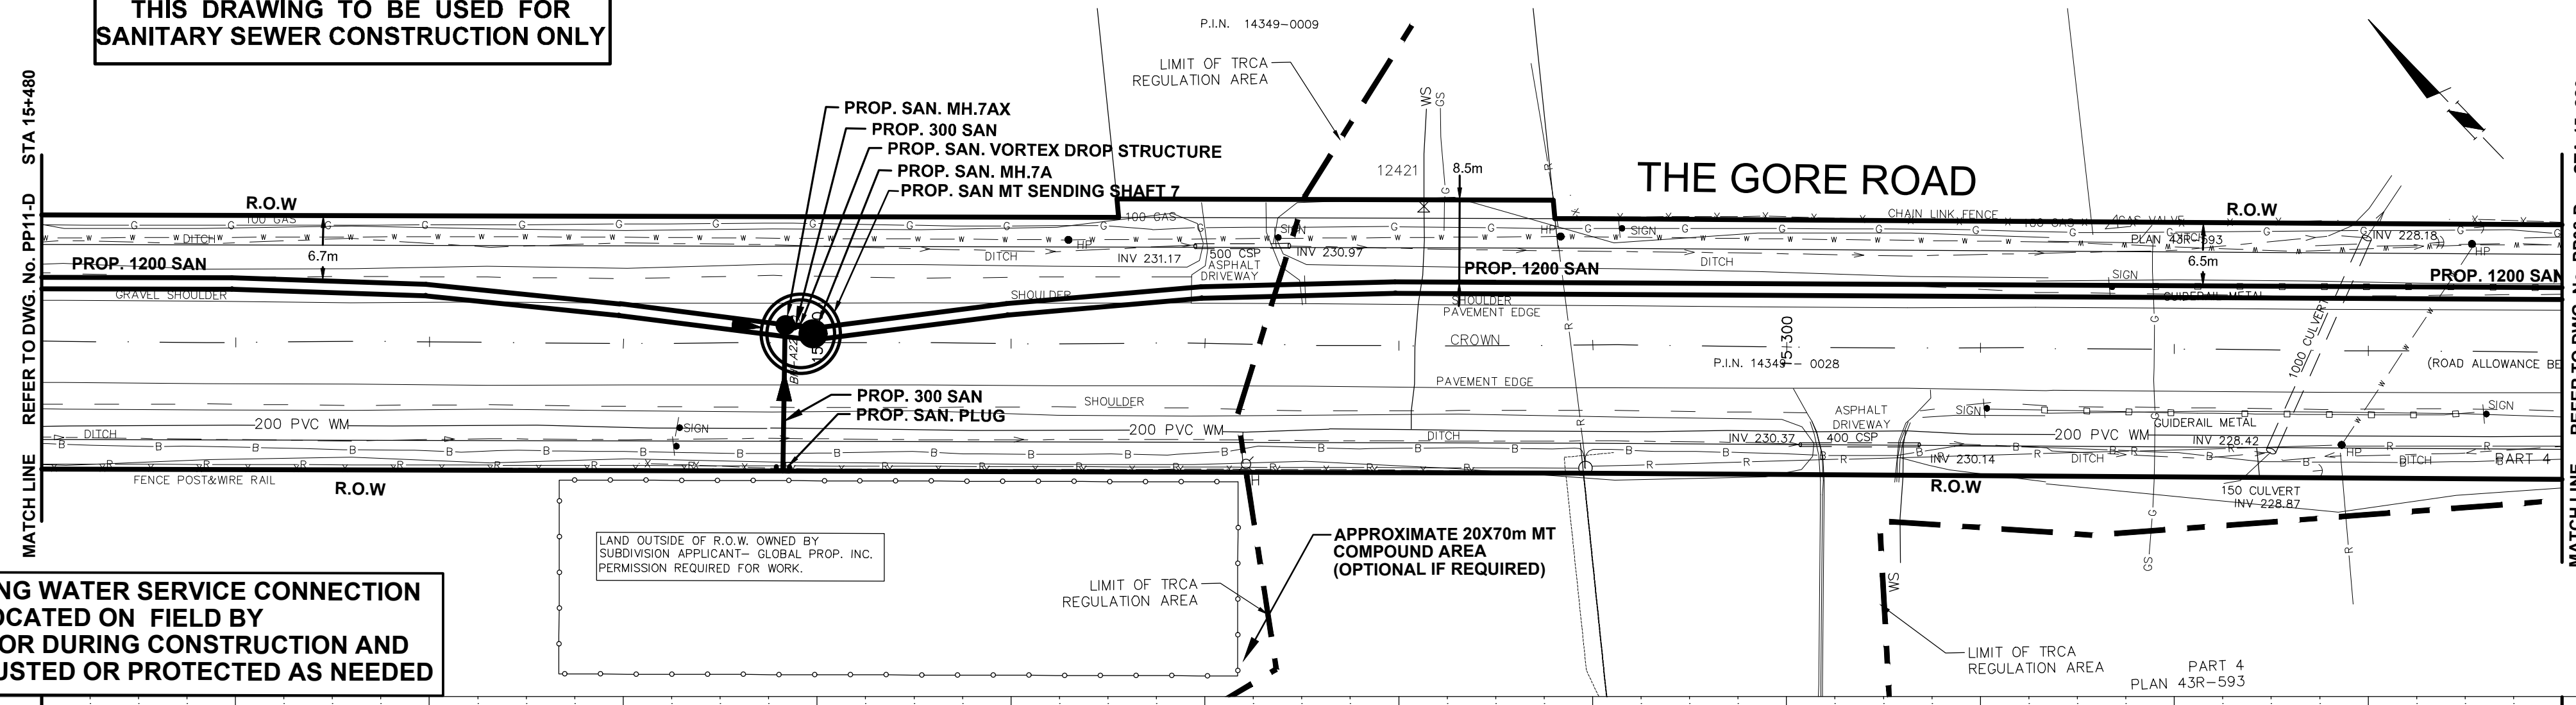 THIS DRAWING TO BE USED FOR
SANITARY SEWER CONSTRUCTION ONLY
P.I.N. 14349-0009
LIMIT OF TRCA
REGULATION AREA
MATCH LINE REFER TO DWG. No. PP11-D STA 15+480
PROP. SAN. MH.7AX
PROP. 300 SAN
PROP. SAN. VORTEX DROP STRUCTURE
PROP. SAN. MH.7A
PROP. SAN MT SENDING SHAFT 7
WS
GS
12421
8.5m
THE GORE ROAD
R.O.W
100 GAS
100 GAS
CHAIN LINK FENCE
GAS VALVE
R.O.W
DITCH
6.7m
HP
SIGN
HP
SIGN
PLAN 43R-593
INV 228.18
HP
DITCH
INV 231.17
500 CSP
ASPHALT
DRIVEWAY
INV 230.97
DITCH
6.5m
PROP. 1200 SAN
PROP. 1200 SAN
SIGN
PROP. 1200 SAN
GRAVEL SHOULDER
SHOULDER
SHOULDER
PAVEMENT EDGE
GUIDERAIL METAL
CROWN
15+300
1000 CULVERT
P.I.N. 14349-- 0028
(ROAD ALLOWANCE BE
PAVEMENT EDGE
PROP. 300 SAN
PROP. SAN. PLUG
SHOULDER
ASPHALT
DRIVEWAY
SIGN
SIGN
200 PVC WM
SIGN
200 PVC WM
200 PVC WM
GUIDERAIL METAL
DITCH
DITCH
INV 230.37
400 CSP
INV 228.42
INV 230.14
DITCH
HP
DITCH
PART 4
FENCE POST&WIRE RAIL
R.O.W
R.O.W
150 CULVERT
INV 228.87
LAND OUTSIDE OF R.O.W. OWNED BY
SUBDIVISION APPLICANT– GLOBAL PROP. INC.
PERMISSION REQUIRED FOR WORK.
APPROXIMATE 20X70m MT
COMPOUND AREA
(OPTIONAL IF REQUIRED)
LIMIT OF TRCA
REGULATION AREA
WS
GS
LIMIT OF TRCA
REGULATION AREA
PART 4
PLAN 43R-593
NG WATER SERVICE CONNECTION
OCATED ON FIELD BY
OR DURING CONSTRUCTION AND
USTED OR PROTECTED AS NEEDED
MATCH LINE